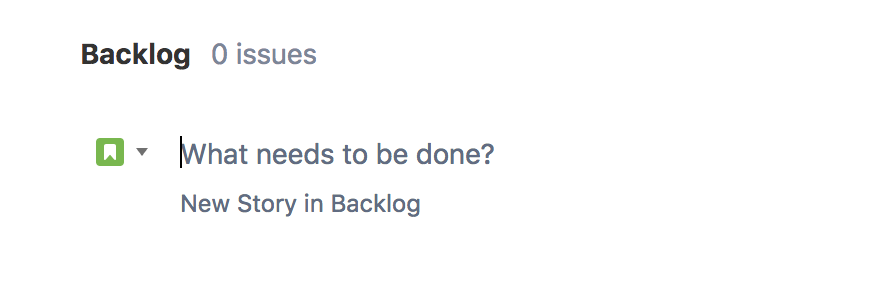 Backlog 0 issues
What needs to be done?
New Story in Backlog